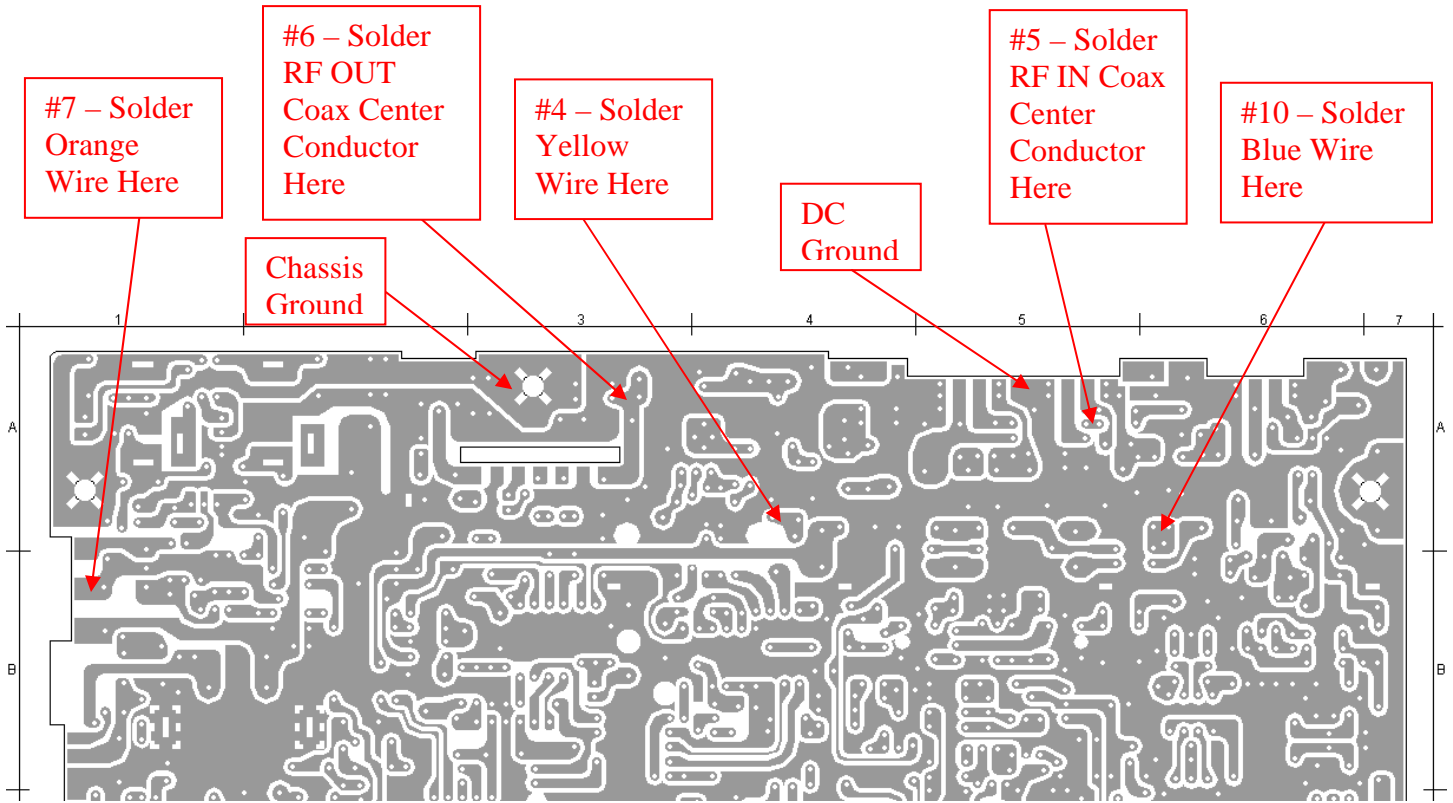 #7 – Solder
Orange
Wire Here
#6 – Solder
RF OUT
Coax Center
Conductor
Here
Chassis
Ground
#4 – Solder
Yellow
Wire Here
DC
Ground
#5 – Solder
RF IN Coax
Center
Conductor
Here
#10 – Solder
Blue Wire
Here
1 3 4 5 6 7
A A
B B